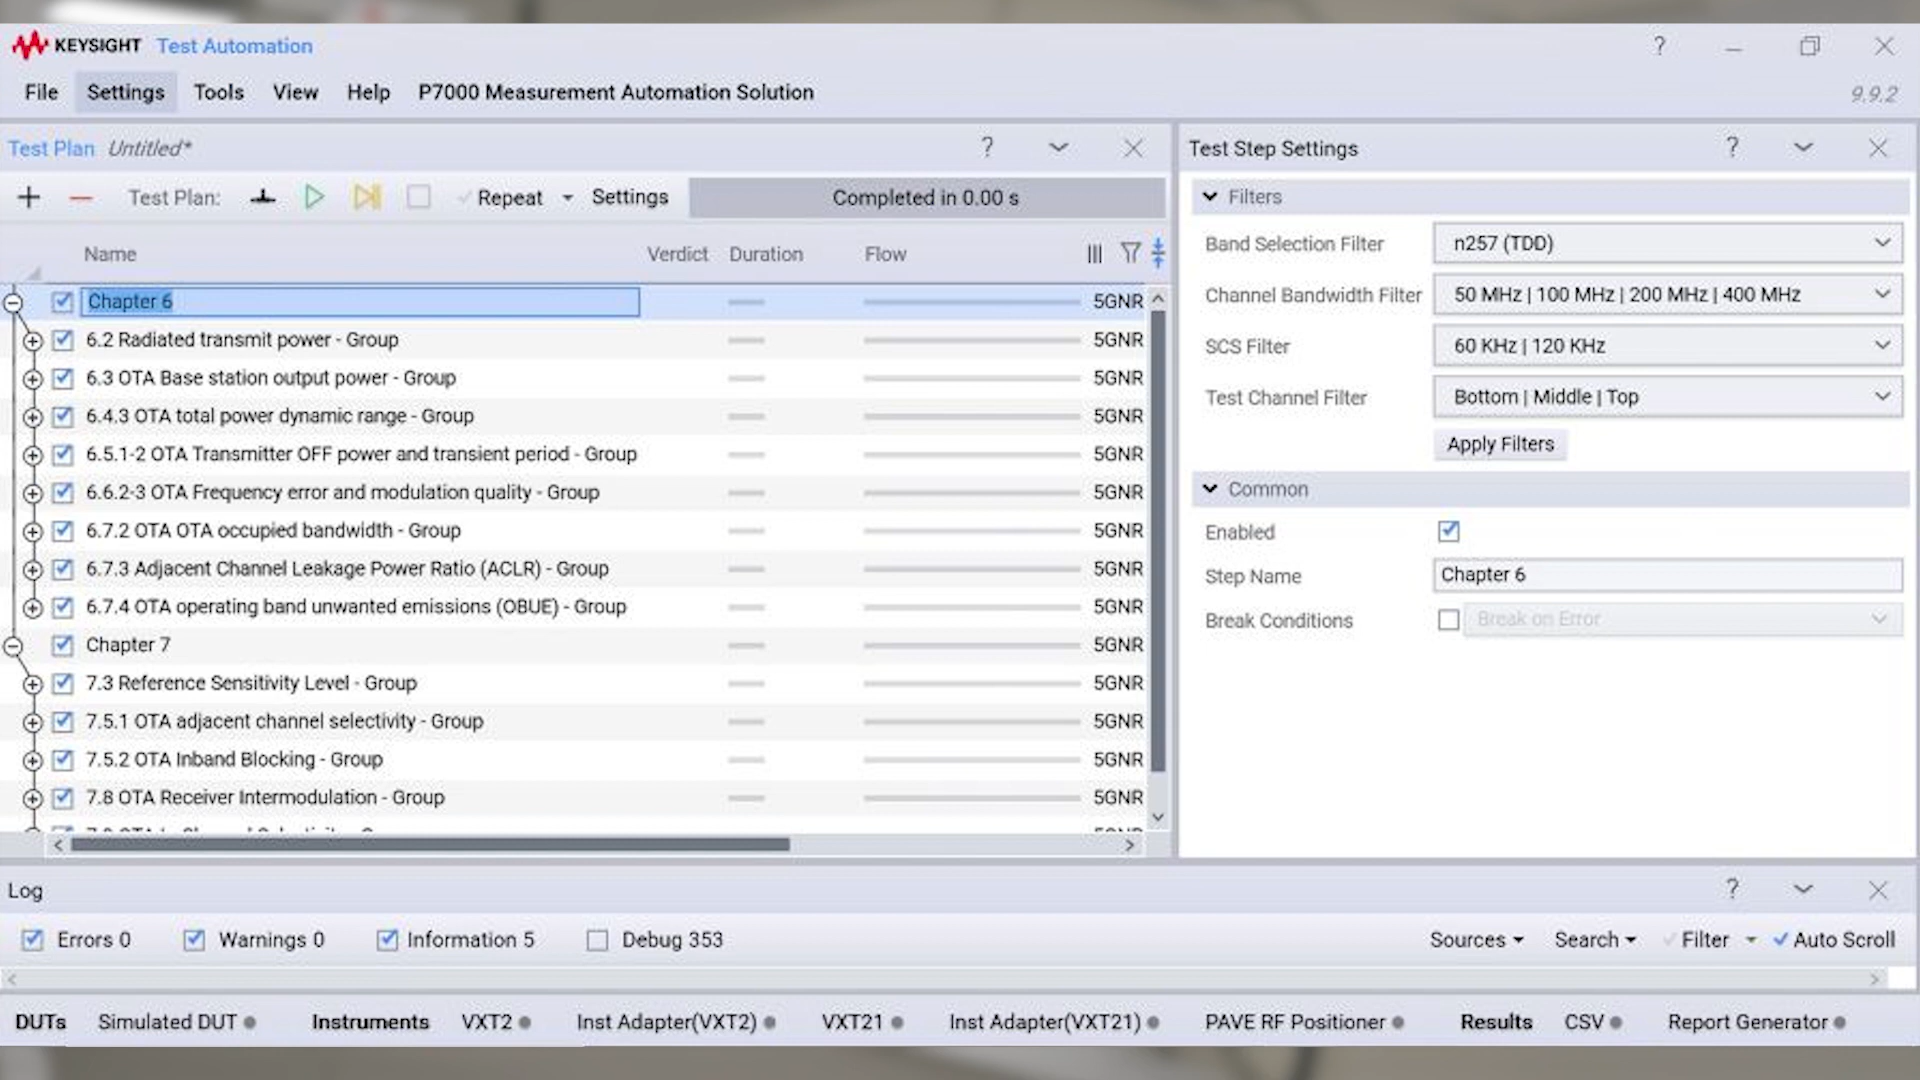 KEYSIGHT Test Automation ?
File Settings Tools View Help P7000 Measurement Automation Solution 9.9.2
Test Plan Untitled* ?
Test Plan: Repeat Settings Completed in 0.00 s
Name Verdict Duration Flow
Chapter 6 5GNR
6.2 Radiated transmit power - Group 5GNR
6.3 OTA Base station output power - Group 5GNR
6.4.3 OTA total power dynamic range - Group 5GNR
6.5.1-2 OTA Transmitter OFF power and transient period - Group 5GNR
6.6.2-3 OTA Frequency error and modulation quality - Group 5GNR
6.7.2 OTA OTA occupied bandwidth - Group 5GNR
6.7.3 Adjacent Channel Leakage Power Ratio (ACLR) - Group 5GNR
6.7.4 OTA operating band unwanted emissions (OBUE) - Group 5GNR
Chapter 7 5GNR
7.3 Reference Sensitivity Level - Group 5GNR
7.5.1 OTA adjacent channel selectivity - Group 5GNR
7.5.2 OTA Inband Blocking - Group 5GNR
7.8 OTA Receiver Intermodulation - Group 5GNR
Test Step Settings ?
Filters
Band Selection Filter n257 (TDD)
Channel Bandwidth Filter 50 MHz | 100 MHz | 200 MHz | 400 MHz
SCS Filter 60 KHz | 120 KHz
Test Channel Filter Bottom | Middle | Top
Apply Filters
Common
Enabled
Step Name Chapter 6
Break Conditions Break on Error
Log ?
Errors 0 Warnings 0 Information 5 Debug 353 Sources Search Filter Auto Scroll
DUTs Simulated DUT Instruments VXT2 Inst Adapter(VXT2) VXT21 Inst Adapter(VXT21) PAVE RF Positioner Results CSV Report Generator